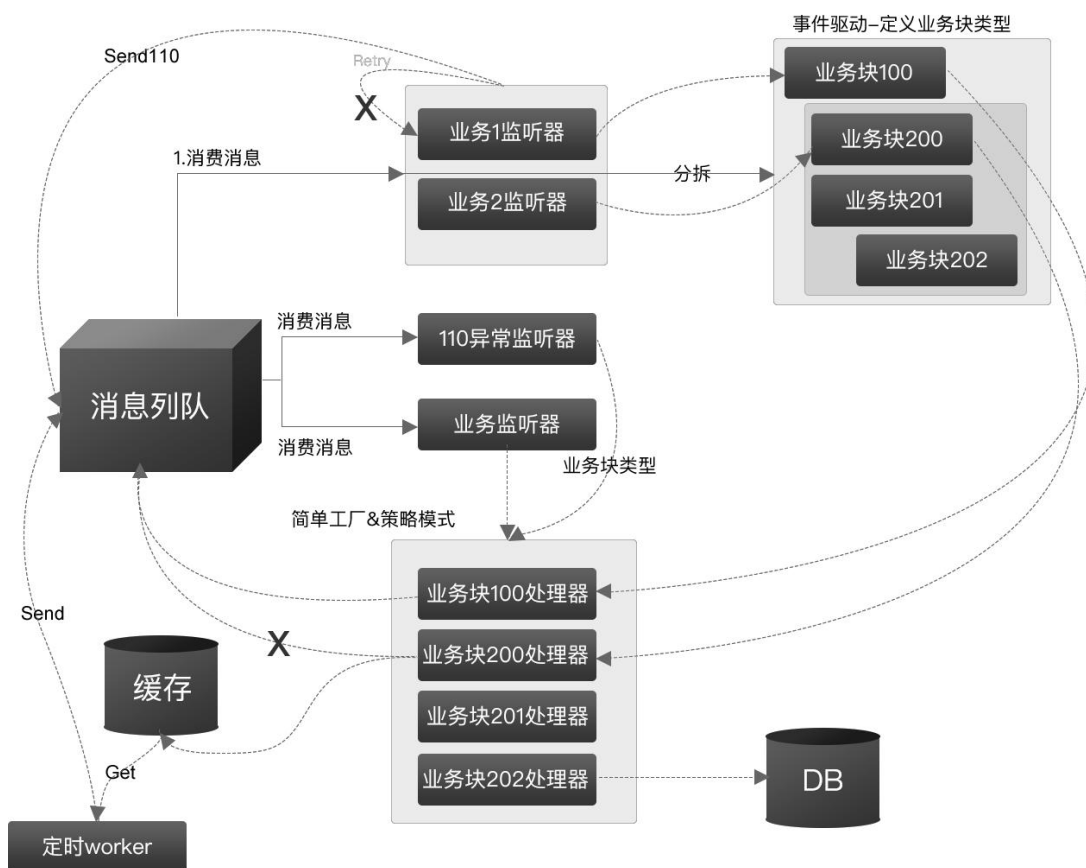 事件驱动-定义业务块类型
Send110
Retry
业务块100
X
业务1监听器
业务块200
1.消费消息
分拆
业务2监听器
业务块201
业务块202
消费消息
110异常监听器
消息列队
业务监听器
消费消息
业务块类型
简单工厂&策略模式
业务块100处理器
Send
X
业务块200处理器
缓存
业务块201处理器
Get
业务块202处理器
DB
定时worker